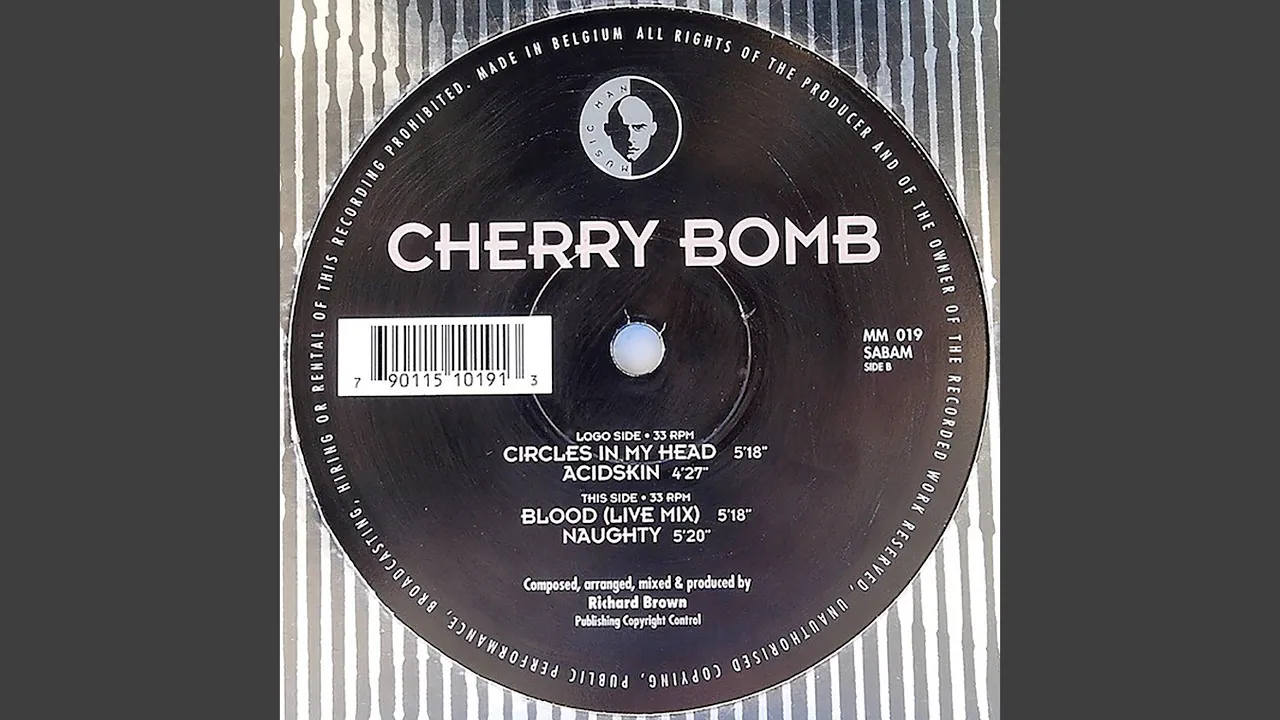 MADE IN BELGIUM ALL RIGHTS OF THE PRODUCER AND OF THE OWNER OF THE RECORDED WORK RESERVED, UNAUTHORISED COPYING, PUBLIC PERFORMANCE, BROADCASTING, HIRING OR RENTAL OF THIS RECORDING PROHIBITED.
MUSIC MAN
CHERRY BOMB
7 90115 10191 3
MM 019
SABAM
SIDE B
LOGO SIDE • 33 RPM
CIRCLES IN MY HEAD 5'18"
ACIDSKIN 4'27"
THIS SIDE • 33 RPM
BLOOD (LIVE MIX) 5'18"
NAUGHTY 5'20"
Composed, arranged, mixed & produced by
Richard Brown
Publishing Copyright Control